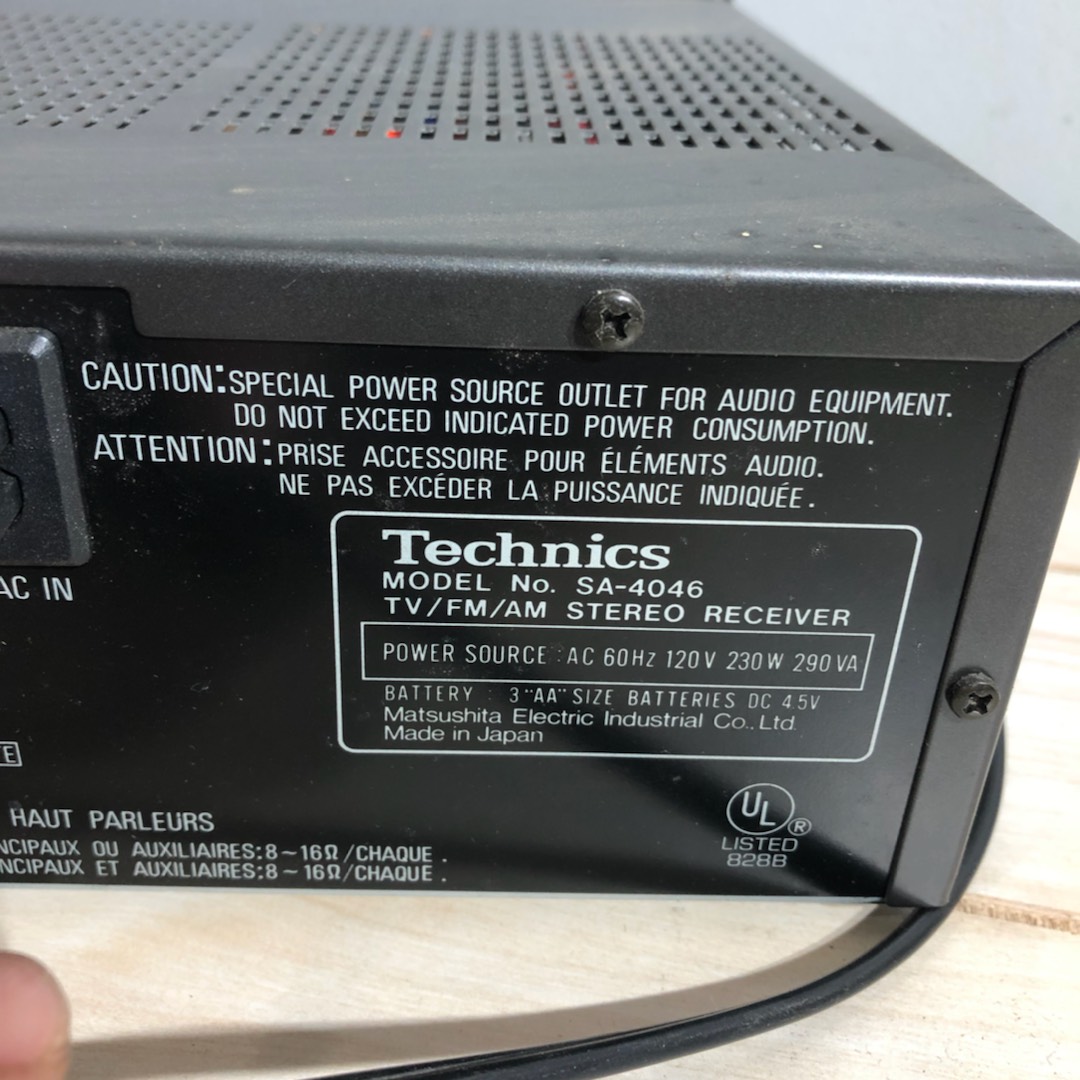 CAUTION: SPECIAL POWER SOURCE OUTLET FOR AUDIO EQUIPMENT.
DO NOT EXCEED INDICATED POWER CONSUMPTION.
ATTENTION: PRISE ACCESSOIRE POUR ÉLÉMENTS AUDIO.
NE PAS EXCÉDER LA PUISSANCE INDIQUÉE.
AC IN
Technics
MODEL No. SA-4046
TV/FM/AM STEREO RECEIVER
POWER SOURCE : AC 60Hz 120V 230W 290VA
BATTERY : 3 "AA" SIZE BATTERIES DC 4.5V
Matsushita Electric Industrial Co., Ltd.
Made in Japan
HAUT PARLEURS
OU AUXILIAIRES:8~16Ω/CHAQUE.
ET AUXILIAIRES:8~16Ω/CHAQUE.
UL ®
LISTED
828B